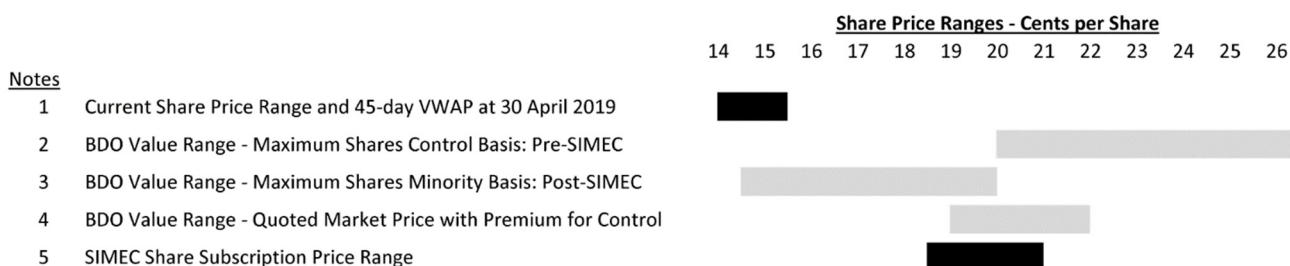 Share Price Ranges - Cents per Share
14 15 16 17 18 19 20 21 22 23 24 25 26
Notes
1 Current Share Price Range and 45-day VWAP at 30 April 2019
2 BDO Value Range - Maximum Shares Control Basis: Pre-SIMEC
3 BDO Value Range - Maximum Shares Minority Basis: Post-SIMEC
4 BDO Value Range - Quoted Market Price with Premium for Control
5 SIMEC Share Subscription Price Range